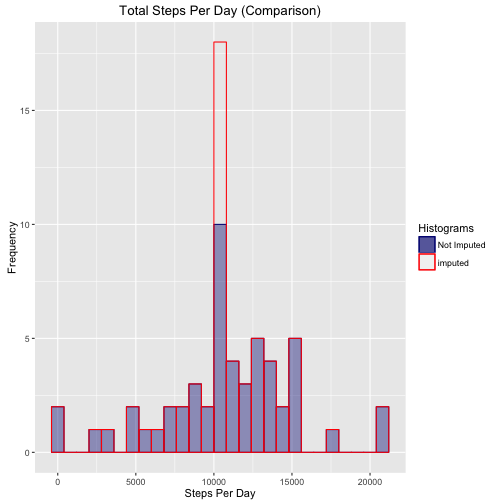 Total Steps Per Day (Comparison)
Frequency
15
10
5
0
0 5000 10000 15000 20000
Steps Per Day
Histograms
Not Imputed
imputed